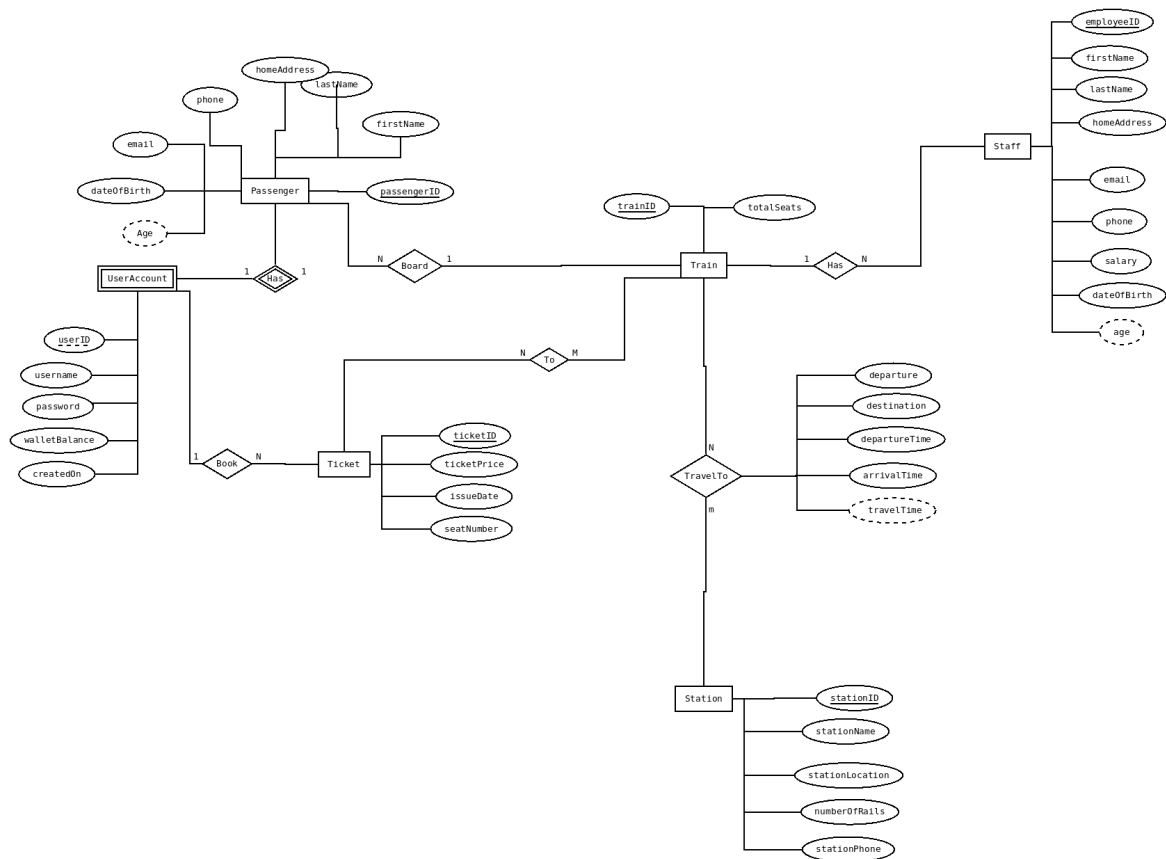 employeeID
firstName
lastName
homeAddress
Staff
email
phone
salary
dateOfBirth
age
homeAddress
lastName
phone
firstName
email
dateOfBirth
Passenger
passengerID
Age
trainID
totalSeats
UserAccount
1
Has
1
N
Board
1
Train
1
Has
N
userID
username
password
walletBalance
createdOn
N
To
M
1
Book
N
Ticket
ticketID
ticketPrice
issueDate
seatNumber
departure
destination
departureTime
arrivalTime
travelTime
N
TravelTo
m
Station
stationID
stationName
stationLocation
numberOfRails
stationPhone